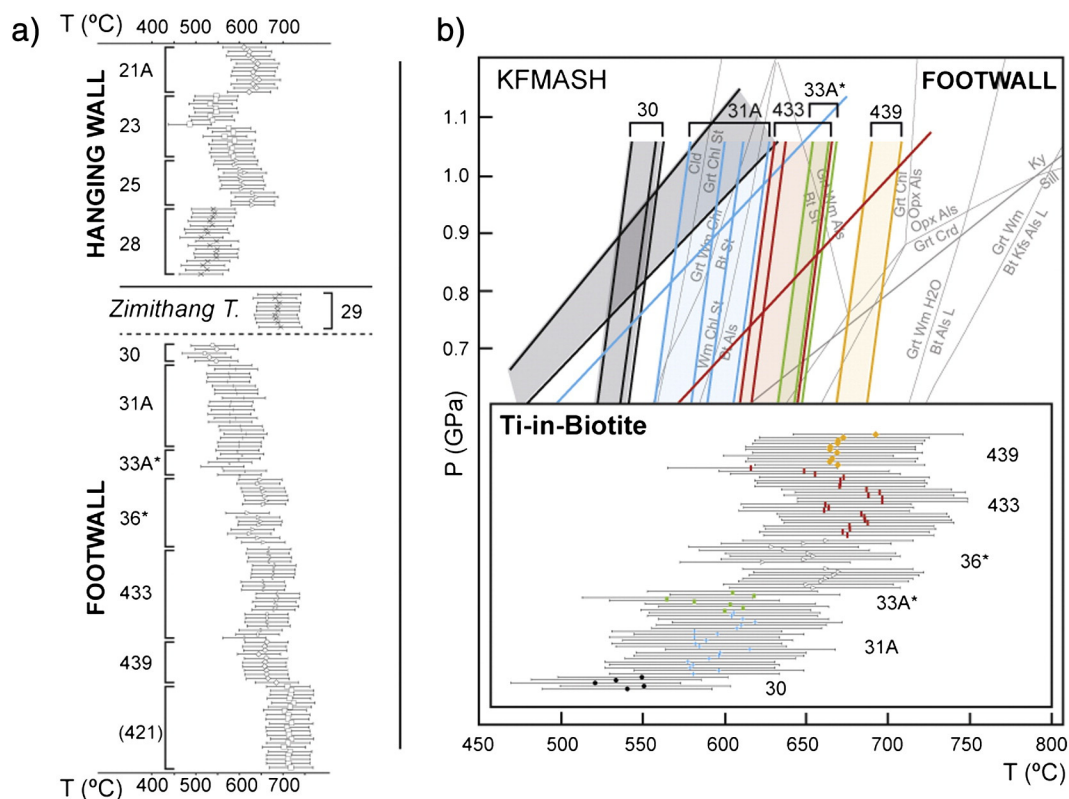 a)
T (ºC)
400 500 600 700
HANGING WALL
21A
23
25
28
Zimithang T.
29
FOOTWALL
30
31A
33A*
36*
433
439
(421)
400 500 600 700
T (ºC)
b)
KFMASH
FOOTWALL
30
31A
433
33A*
439
P (GPa)
1.1
1.0
0.9
0.8
0.7
Cld
Grt Chl St
Grt Wm Chl
Bt St
Wm Chl St
Bt Als
Grt Wm Als
Bt St
Grt Chl
Opx Als
Opx Als
Grt Crd
Ky
Sill
Grt Wm
Bt Kfs Als L
Grt Wm H2O
Bt Als L
Ti-in-Biotite
439
433
36*
33A*
31A
30
450 500 550 600 650 700 750 800
T (ºC)